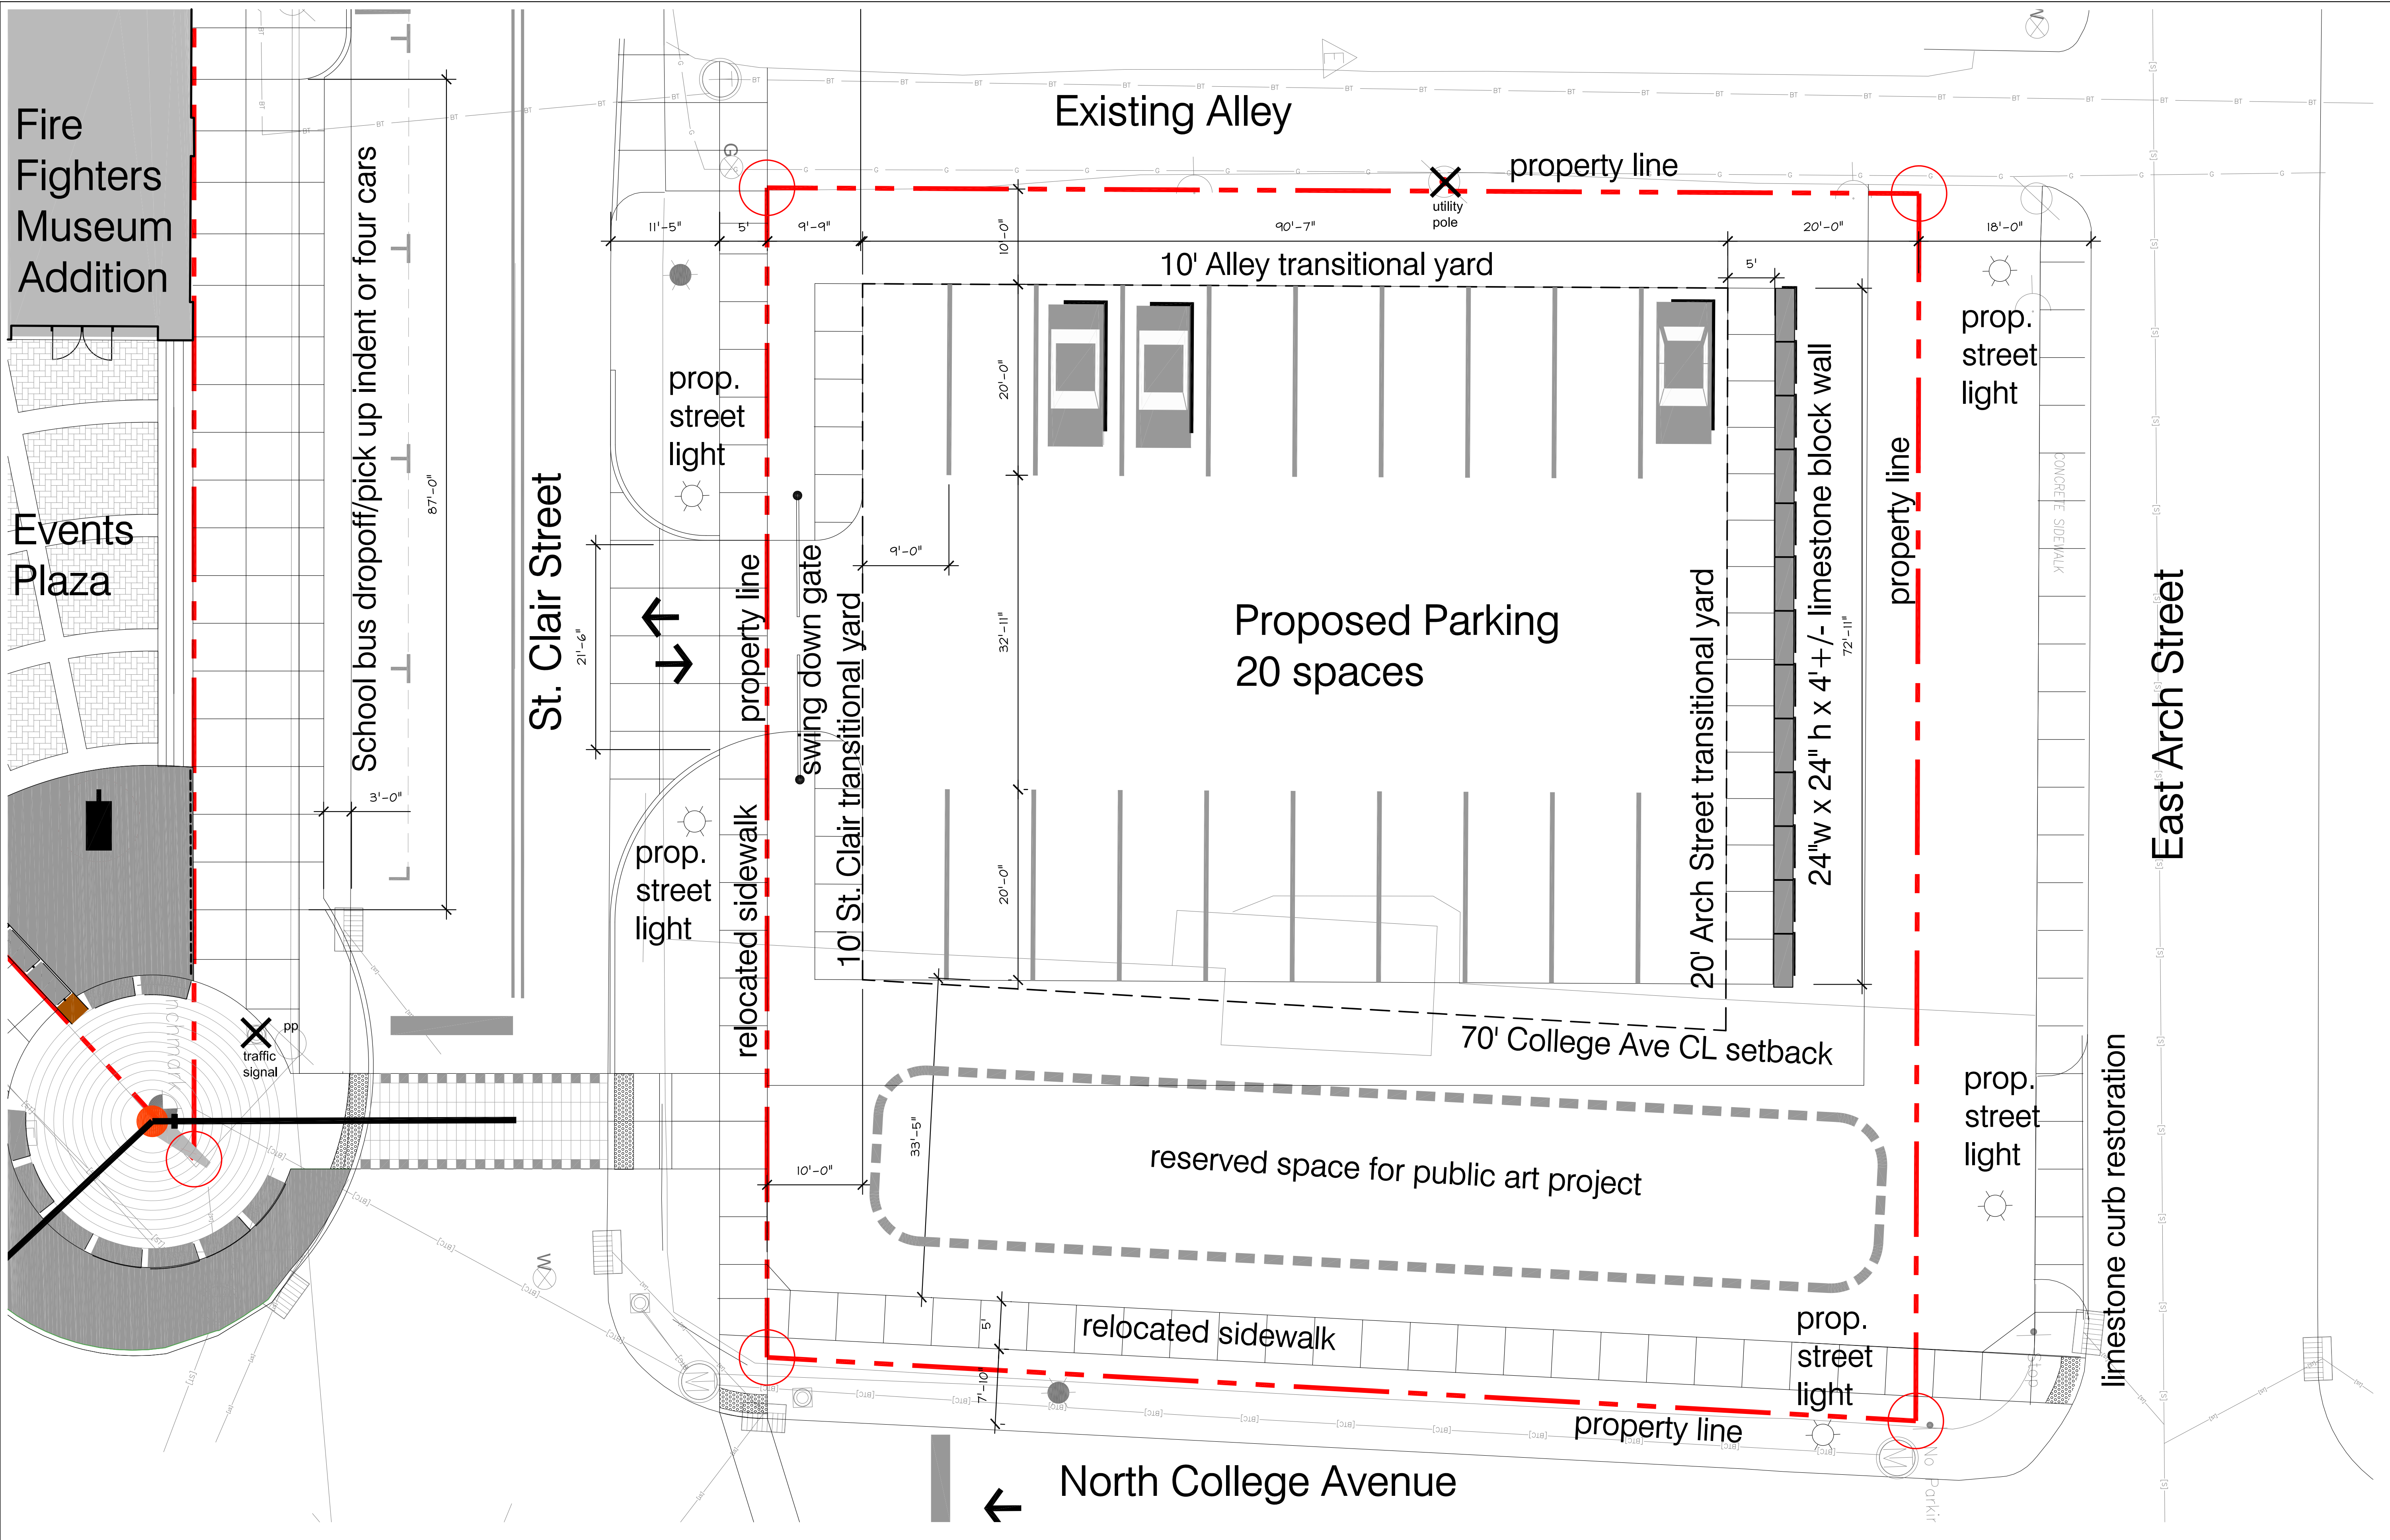 Existing Alley
property line
utility
pole
Fire
Fighters
Museum
Addition
Events
Plaza
School bus dropoff/pick up indent or four cars
87'-0"
3'-0"
St. Clair Street
21'-6"
11'-5"
5'
9'-9"
10'-0"
90'-7"
20'-0"
18'-0"
10' Alley transitional yard
5'
prop.
street
light
prop.
street
light
property line
swing down gate
10' St. Clair transitional yard
9'-0"
20'-0"
32'-11"
20'-0"
Proposed Parking
20 spaces
20' Arch Street transitional yard
24"w x 24" h x 4'+/- limestone block wall
72'-11"
property line
CONCRETE SIDEWALK
East Arch Street
prop.
street
light
relocated sidewalk
70' College Ave CL setback
pp
traffic
signal
33'-5"
10'-0"
reserved space for public art project
prop.
street
light
limestone curb restoration
relocated sidewalk
5'
7'-10"
prop.
street
light
property line
North College Avenue